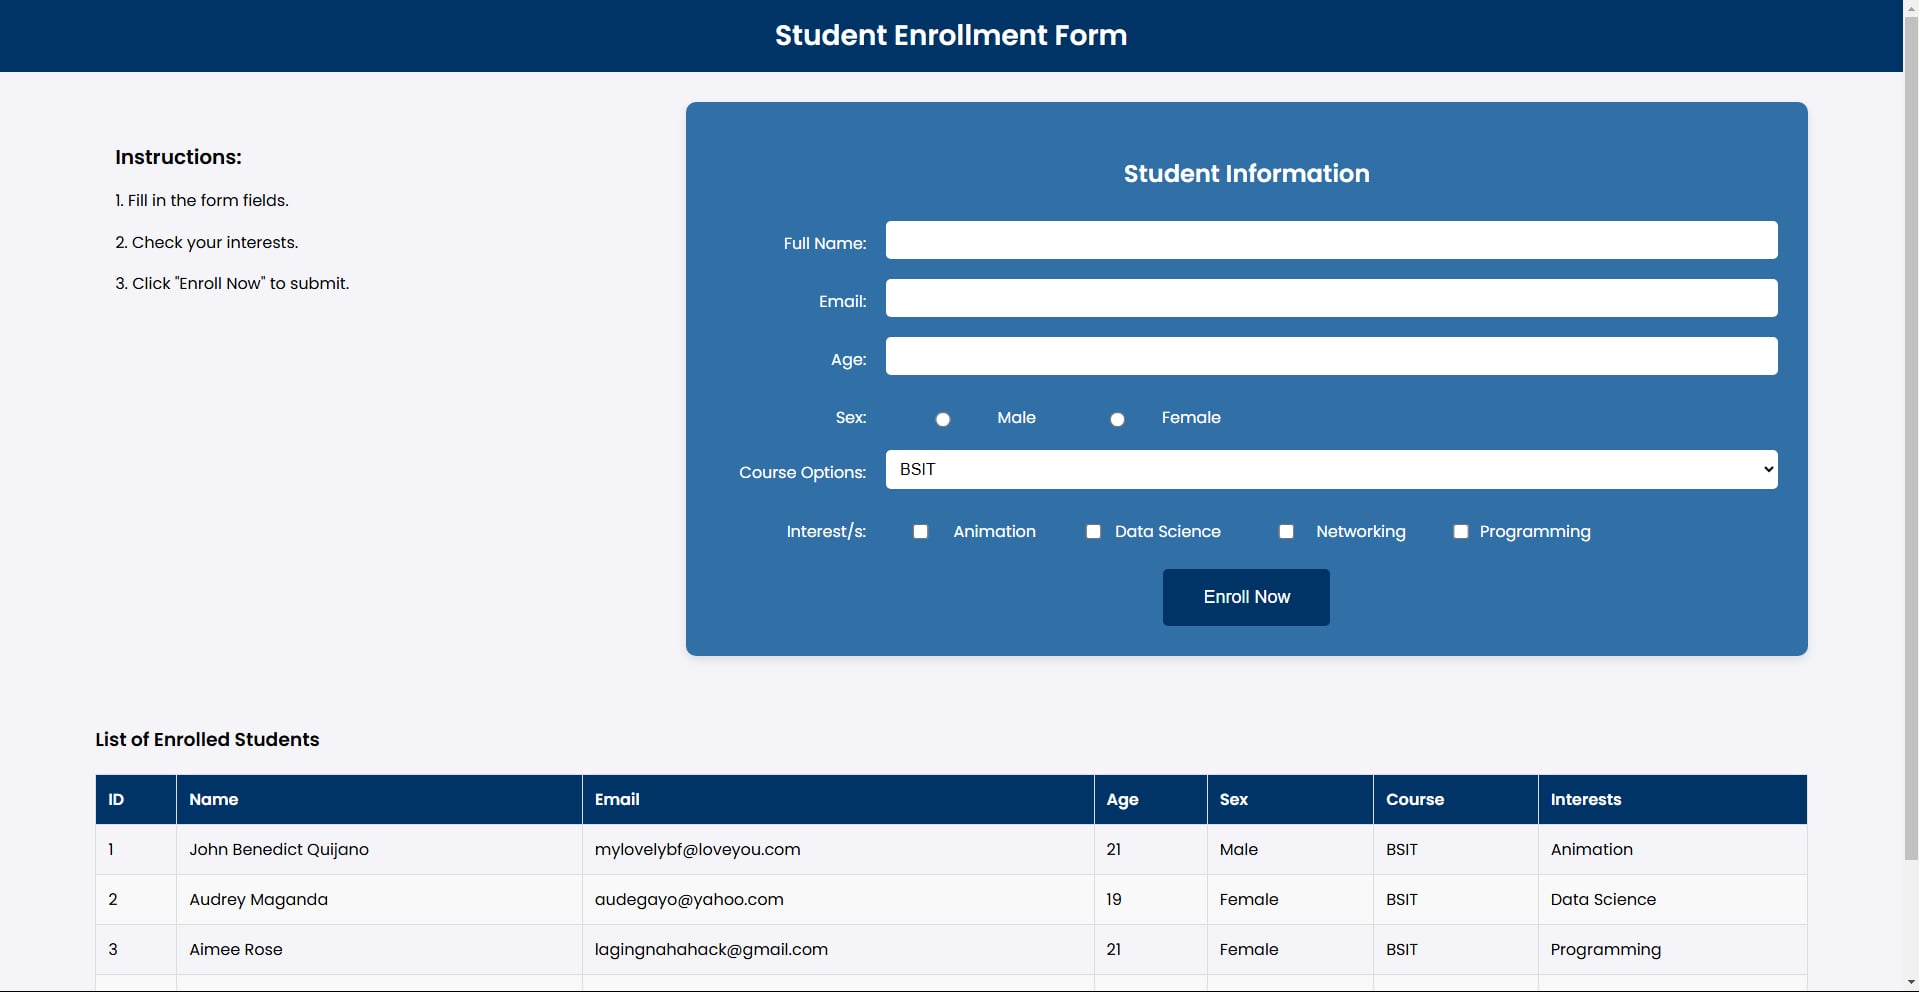 Student Enrollment Form
Instructions:
1. Fill in the form fields.
2. Check your interests.
3. Click "Enroll Now" to submit.
Student Information
Full Name:
Email:
Age:
Sex: Male Female
Course Options: BSIT
Interest/s: Animation Data Science Networking Programming
Enroll Now
List of Enrolled Students
ID Name Email Age Sex Course Interests
1 John Benedict Quijano mylovelybf@loveyou.com 21 Male BSIT Animation
2 Audrey Maganda audegayo@yahoo.com 19 Female BSIT Data Science
3 Aimee Rose lagingnahahack@gmail.com 21 Female BSIT Programming